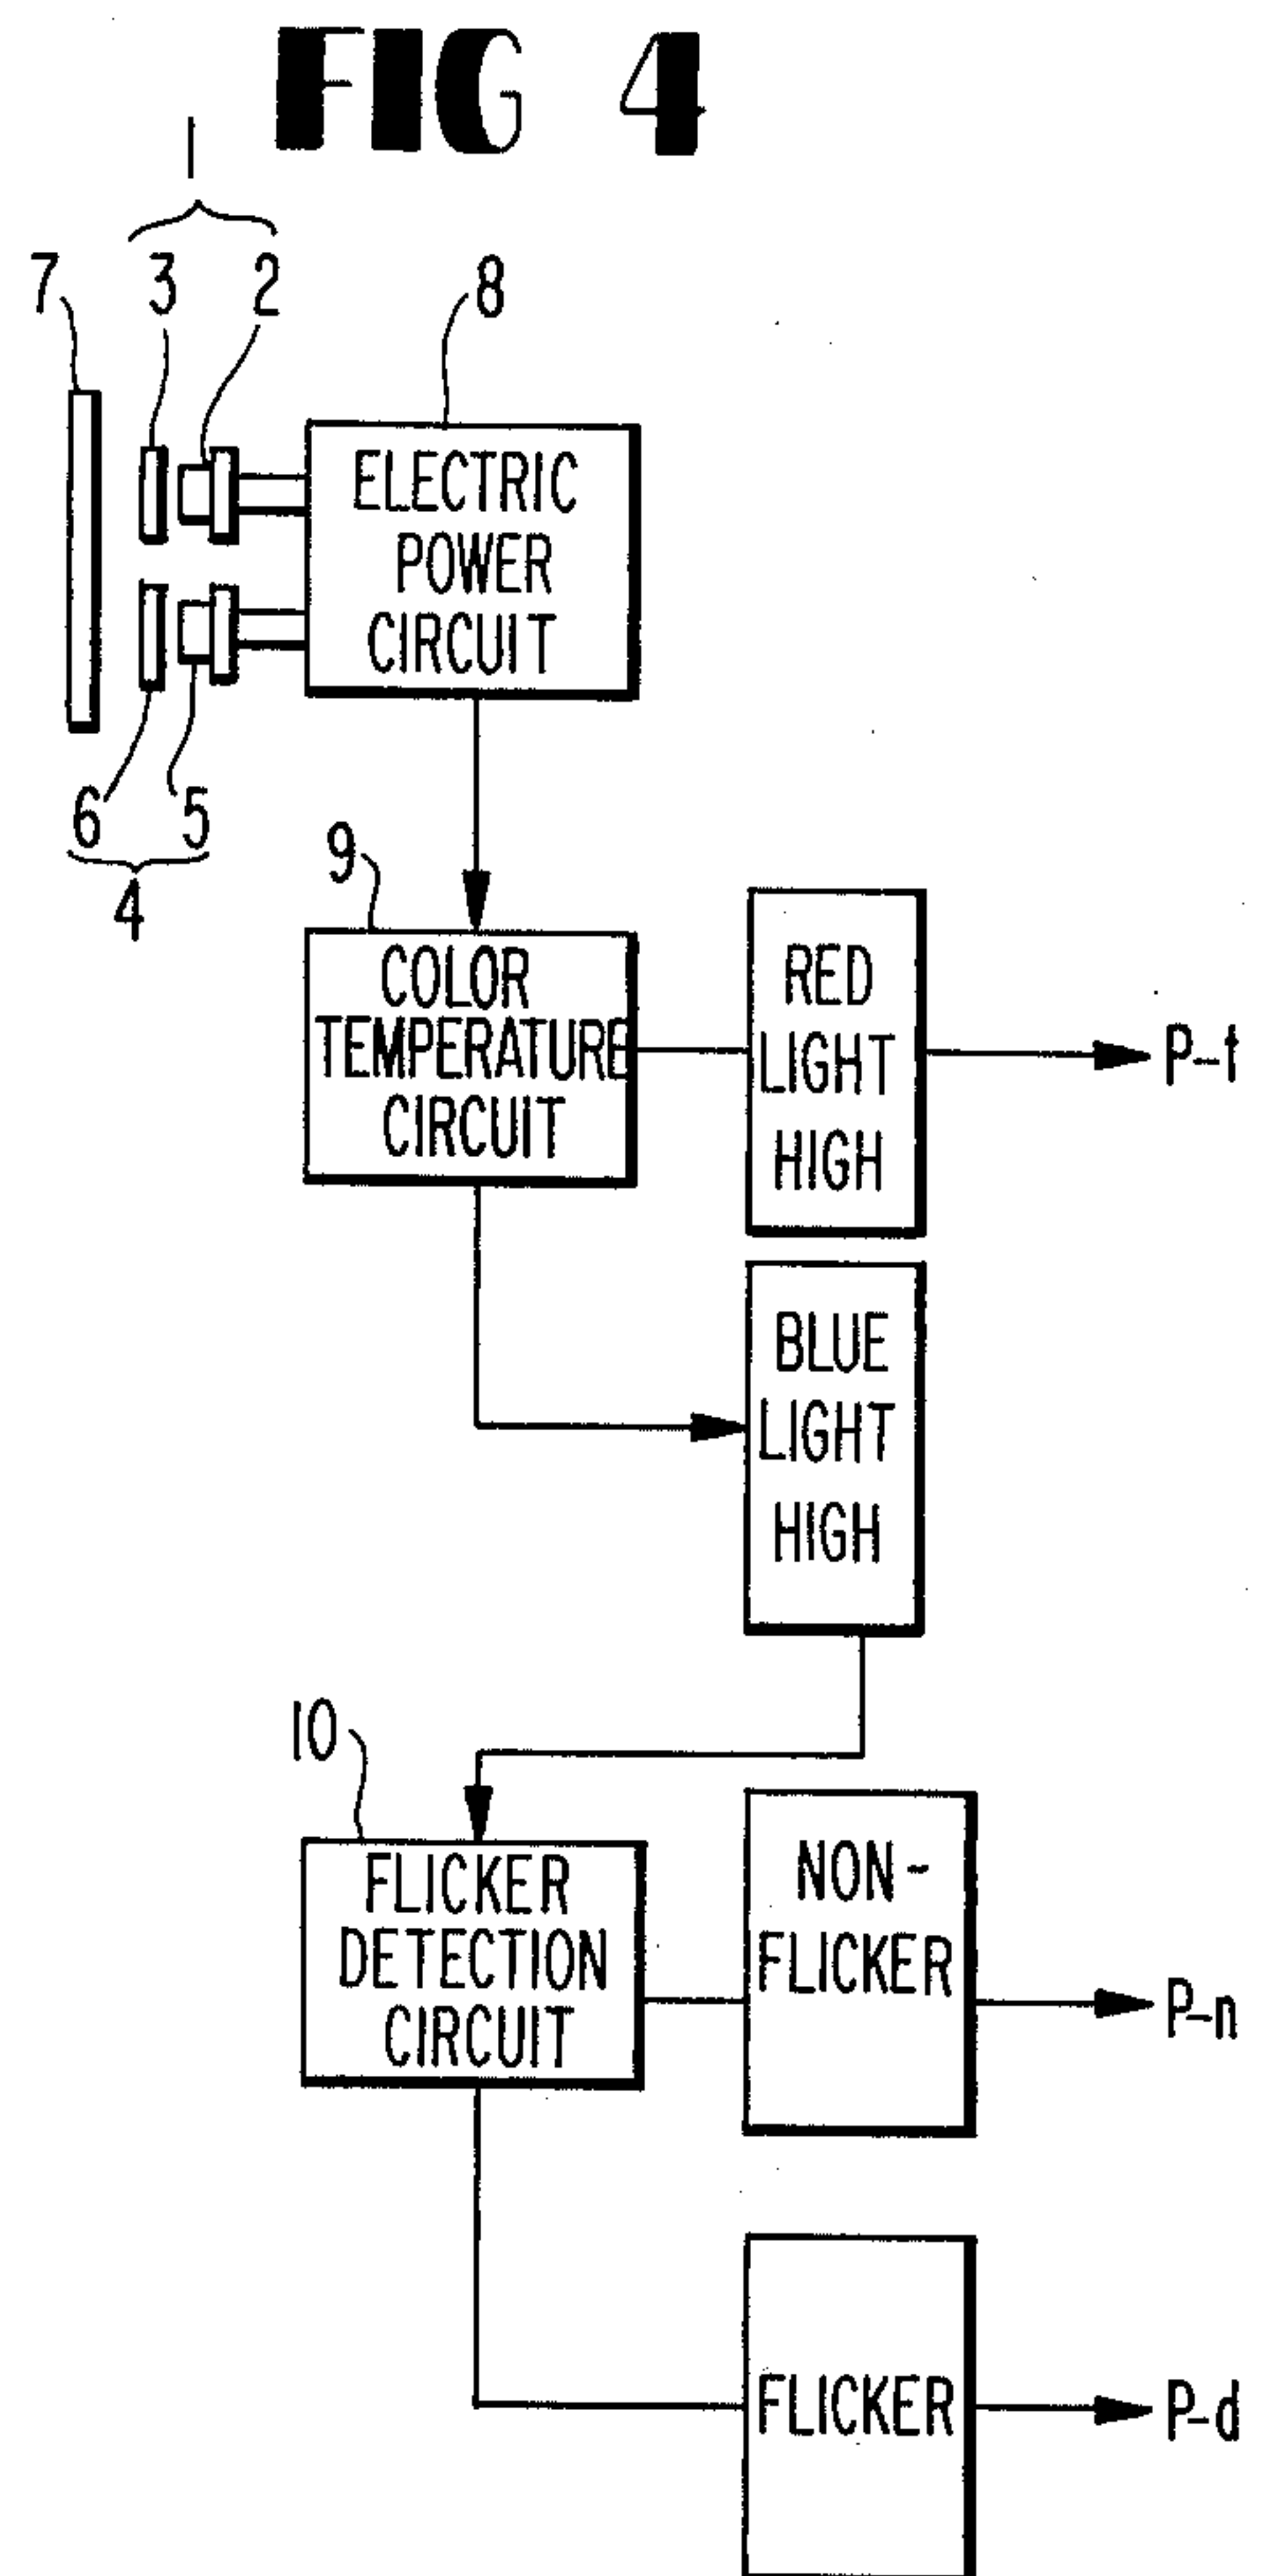 FIG 4
1
3 2
7
8
ELECTRIC
POWER
CIRCUIT
6 5
4
9
COLOR
TEMPERATURE
CIRCUIT
RED
LIGHT
HIGH
P-t
BLUE
LIGHT
HIGH
10
FLICKER
DETECTION
CIRCUIT
NON-
FLICKER
P-n
FLICKER
P-d